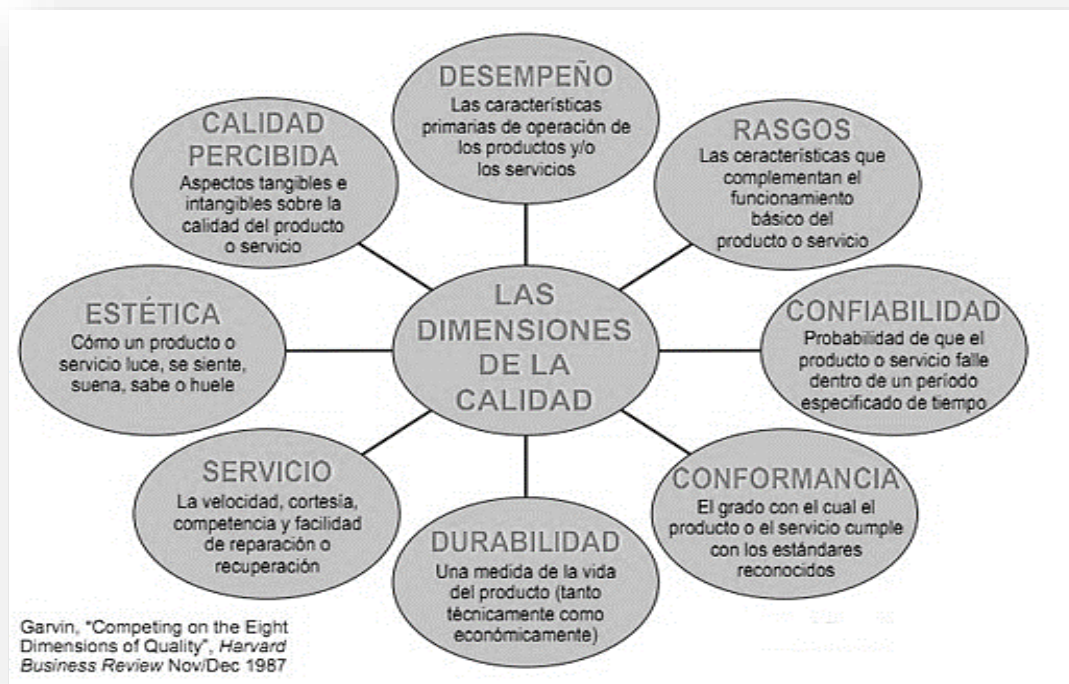 LAS
DIMENSIONES
DE LA
CALIDAD
DESEMPEÑO
Las características
primarias de operación de
los productos y/o
los servicios
RASGOS
Las ceracterísticas que
complementan el
funcionamiento
básico del
producto o servicio
CONFIABILIDAD
Probabilidad de que el
producto o servicio falle
dentro de un período
especificado de tiempo
CONFORMANCIA
El grado con el cual el
producto o el servicio cumple
con los estándares
reconocidos
DURABILIDAD
Una medida de la vida
del producto (tanto
técnicamente como
económicamente)
SERVICIO
La velocidad, cortesía,
competencia y facilidad
de reparación o
recuperación
ESTÉTICA
Cómo un producto o
servicio luce, se siente,
suena, sabe o huele
CALIDAD
PERCIBIDA
Aspectos tangibles e
intangibles sobre la
calidad del producto
o servicio
Garvin, "Competing on the Eight
Dimensions of Quality", Harvard
Business Review Nov/Dec 1987